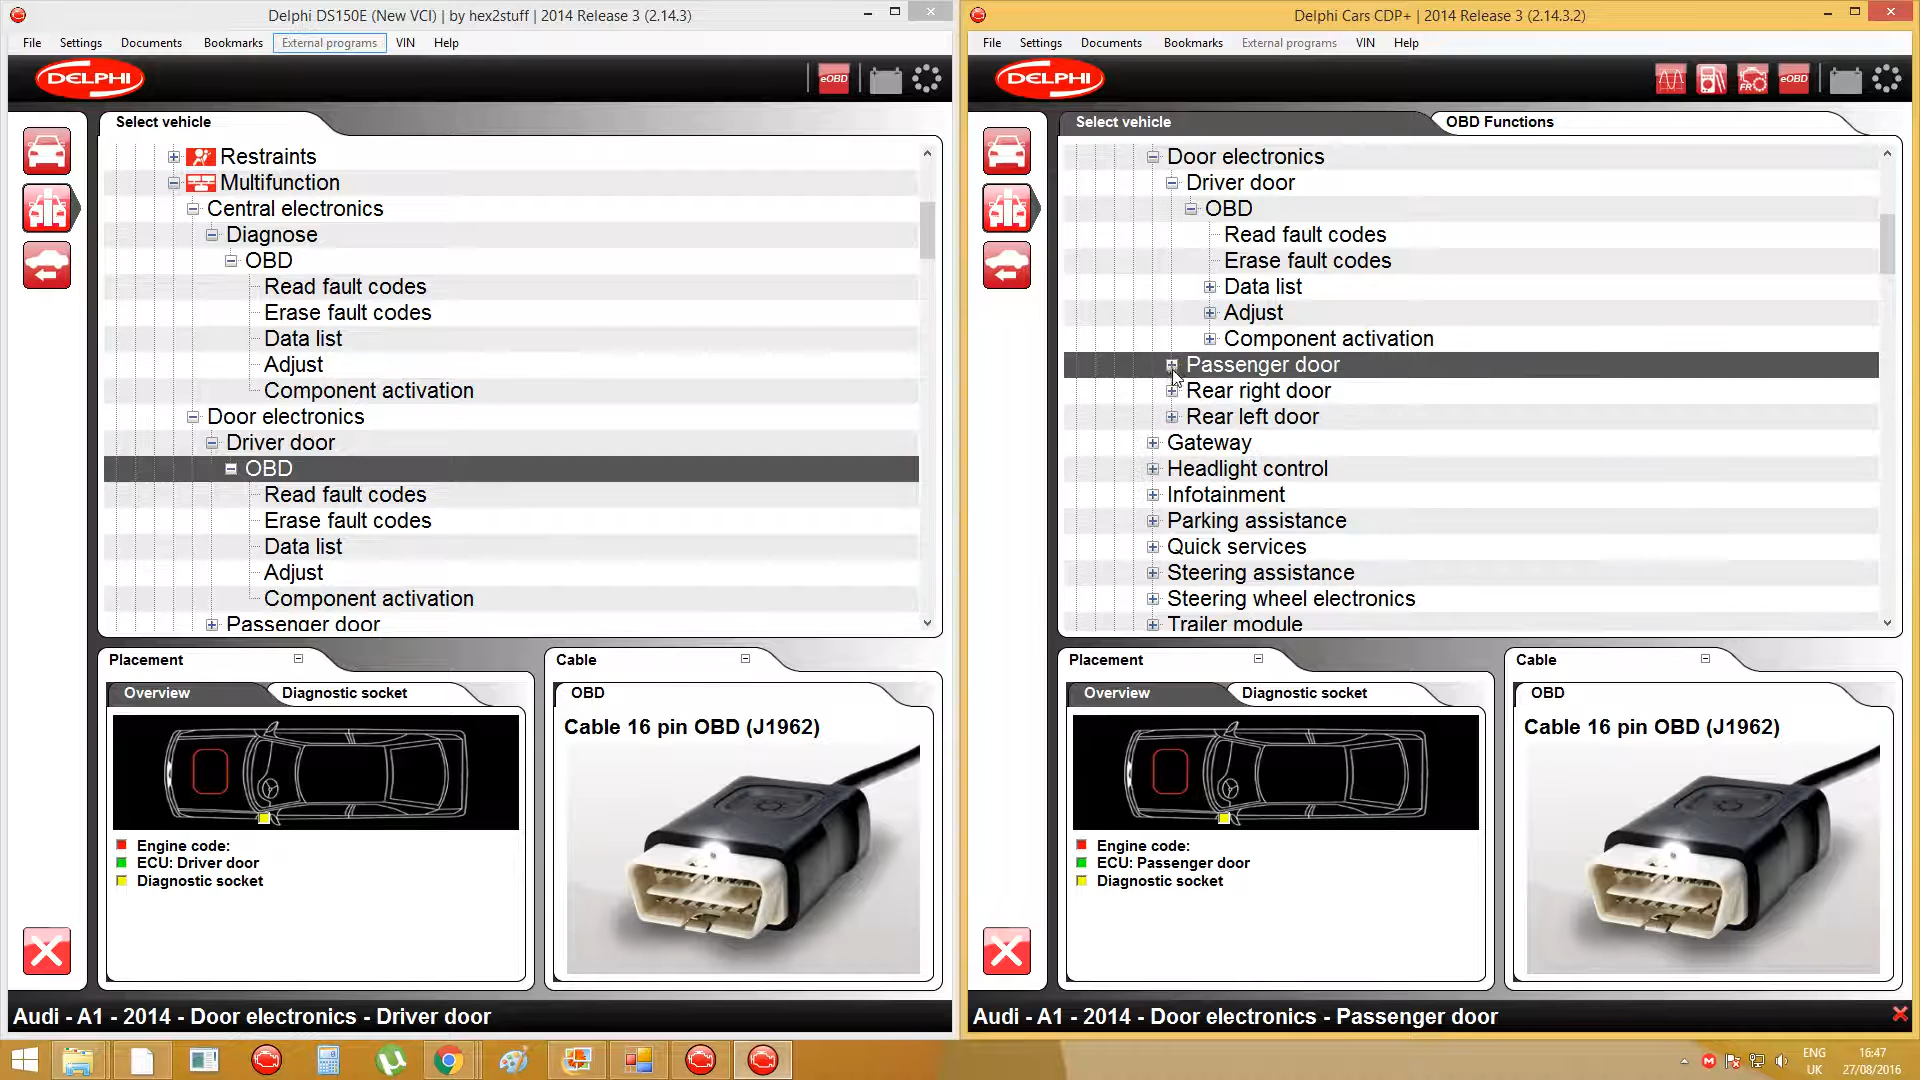 Delphi DS150E (New VCI) | by hex2stuff | 2014 Release 3 (2.14.3)
File Settings Documents Bookmarks External programs VIN Help
DELPHI
eOBD
Select vehicle
Restraints
Multifunction
Central electronics
Diagnose
OBD
Read fault codes
Erase fault codes
Data list
Adjust
Component activation
Door electronics
Driver door
OBD
Read fault codes
Erase fault codes
Data list
Adjust
Component activation
Passenger door
Placement
Overview Diagnostic socket
Engine code:
ECU: Driver door
Diagnostic socket
Cable
OBD
Cable 16 pin OBD (J1962)
Audi - A1 - 2014 - Door electronics - Driver door
Delphi Cars CDP+ | 2014 Release 3 (2.14.3.2)
File Settings Documents Bookmarks External programs VIN Help
DELPHI
FR
eOBD
Select vehicle OBD Functions
Door electronics
Driver door
OBD
Read fault codes
Erase fault codes
Data list
Adjust
Component activation
Passenger door
Rear right door
Rear left door
Gateway
Headlight control
Infotainment
Parking assistance
Quick services
Steering assistance
Steering wheel electronics
Trailer module
Placement
Overview Diagnostic socket
Engine code:
ECU: Passenger door
Diagnostic socket
Cable
OBD
Cable 16 pin OBD (J1962)
Audi - A1 - 2014 - Door electronics - Passenger door
ENG
UK
16:47
27/08/2016